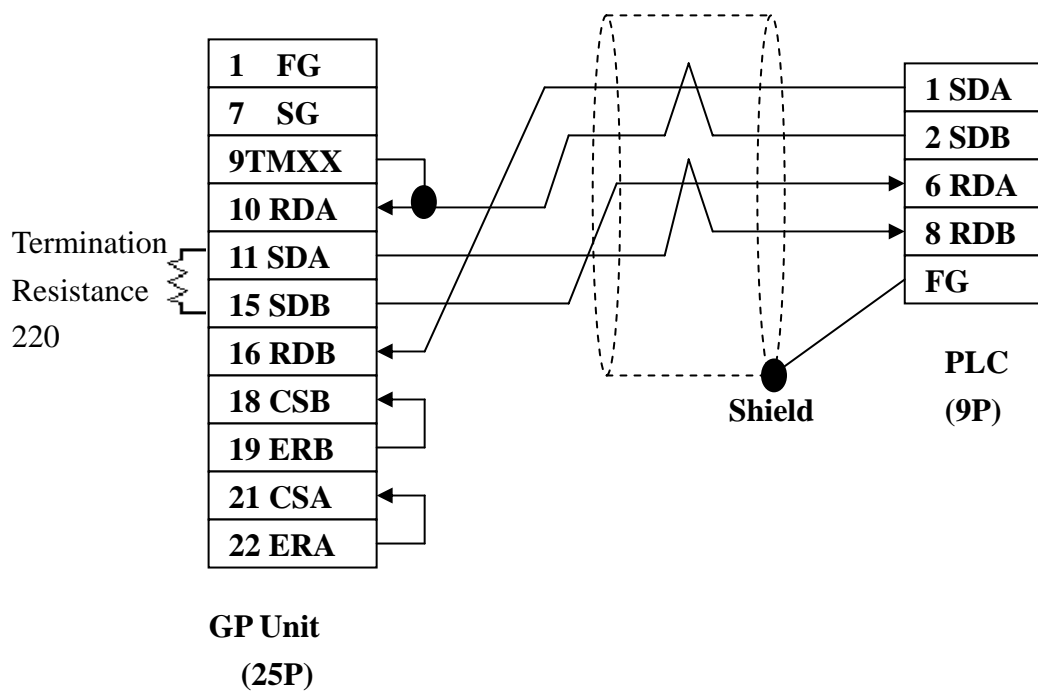 1 FG
7 SG
9TMXX
10 RDA
11 SDA
15 SDB
16 RDB
18 CSB
19 ERB
21 CSA
22 ERA
Termination
Resistance
220
GP Unit
(25P)
Shield
1 SDA
2 SDB
6 RDA
8 RDB
FG
PLC
(9P)